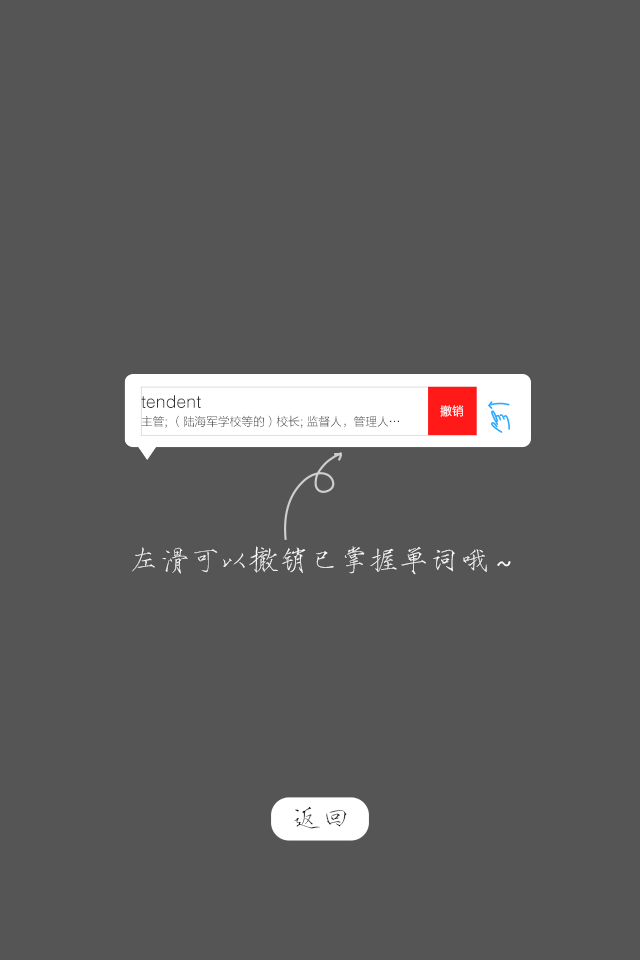 tendent
主管;（陆海军学校等的）校长; 监督人，管理人…
撤销
左滑可以撤销已掌握单词哦～
返回